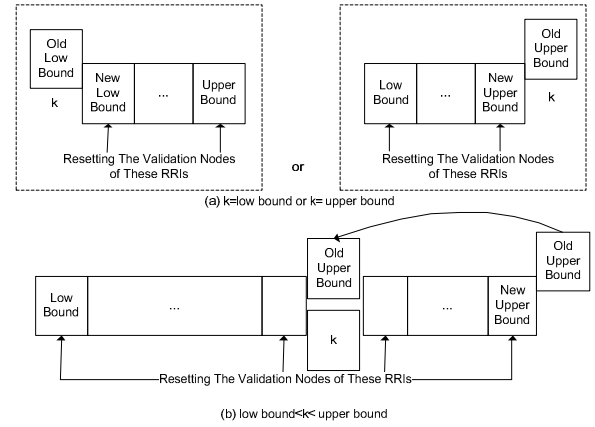 Old
Low
Bound
k
New
Low
Bound
...
Upper
Bound
Resetting The Validation Nodes
of These RRIs
or
Low
Bound
...
New
Upper
Bound
Old
Upper
Bound
k
Resetting The Validation Nodes
of These RRIs
(a) k=low bound or k= upper bound
Low
Bound
...
Old
Upper
Bound
k
...
New
Upper
Bound
Old
Upper
Bound
Resetting The Validation Nodes of These RRIs
(b) low bound<k< upper bound